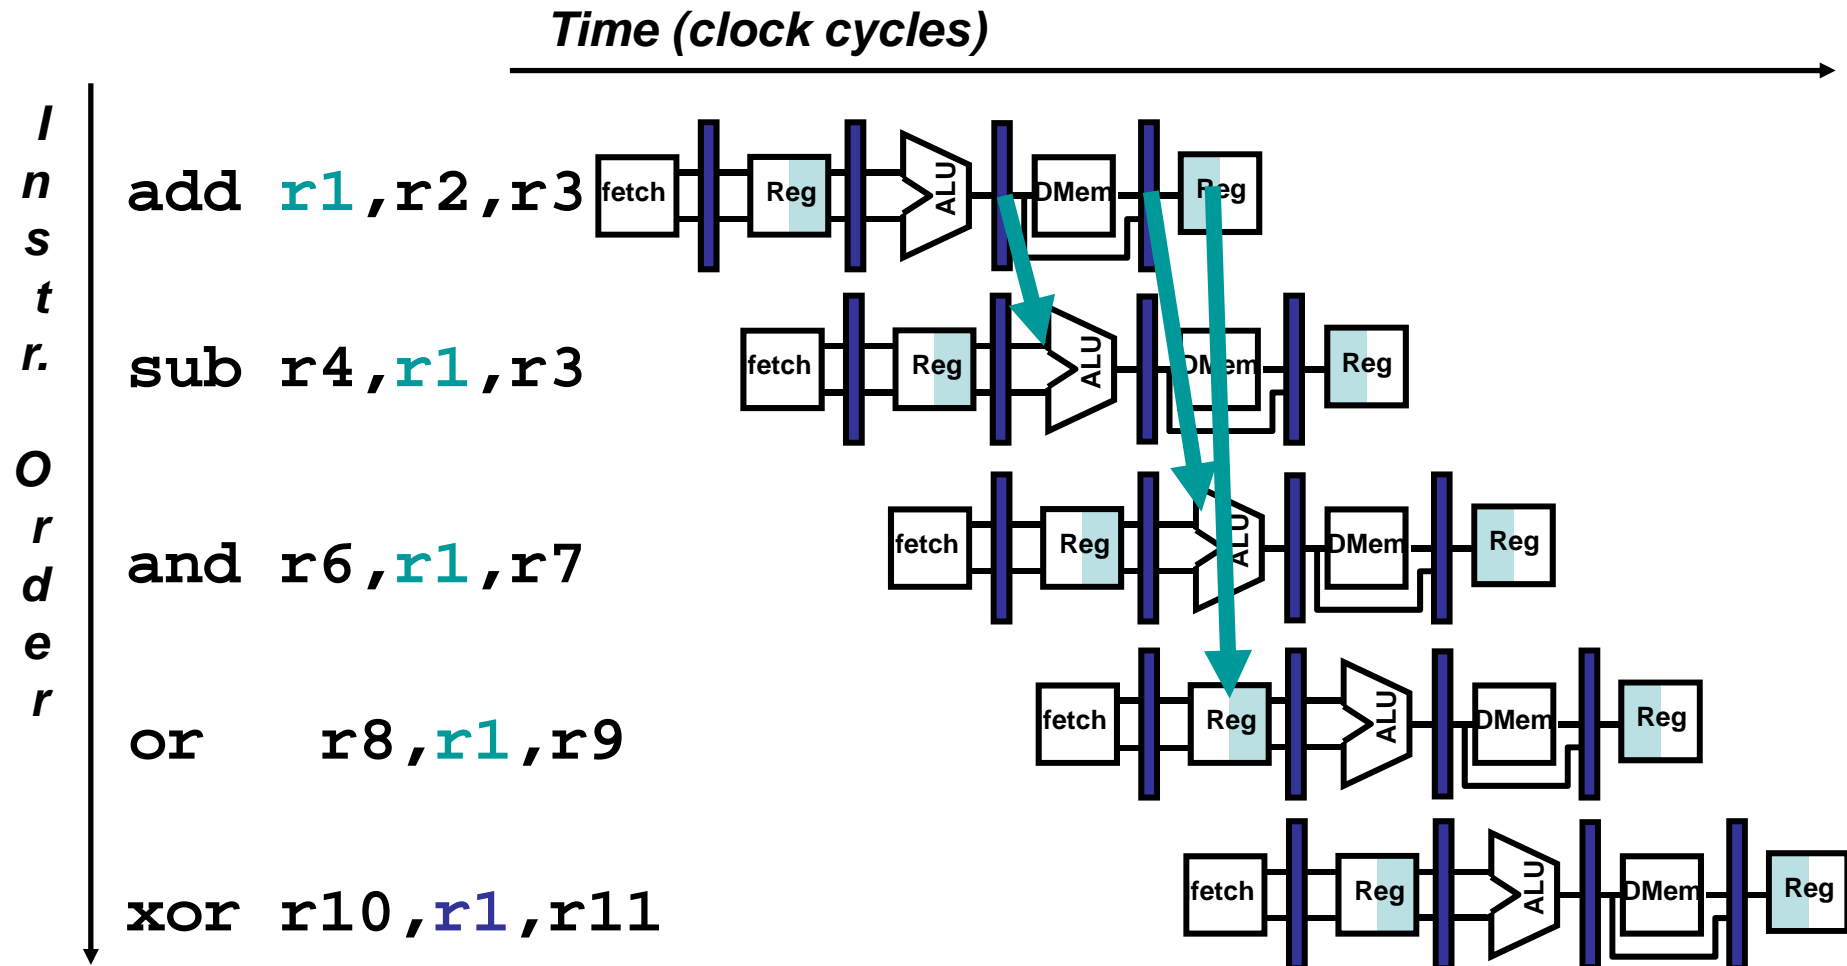 Time (clock cycles)
Instr. Order
add r1,r2,r3 fetch Reg ALU DMem Reg
sub r4,r1,r3 fetch Reg ALU DMem Reg
and r6,r1,r7 fetch Reg ALU DMem Reg
or r8,r1,r9 fetch Reg ALU DMem Reg
xor r10,r1,r11 fetch Reg ALU DMem Reg